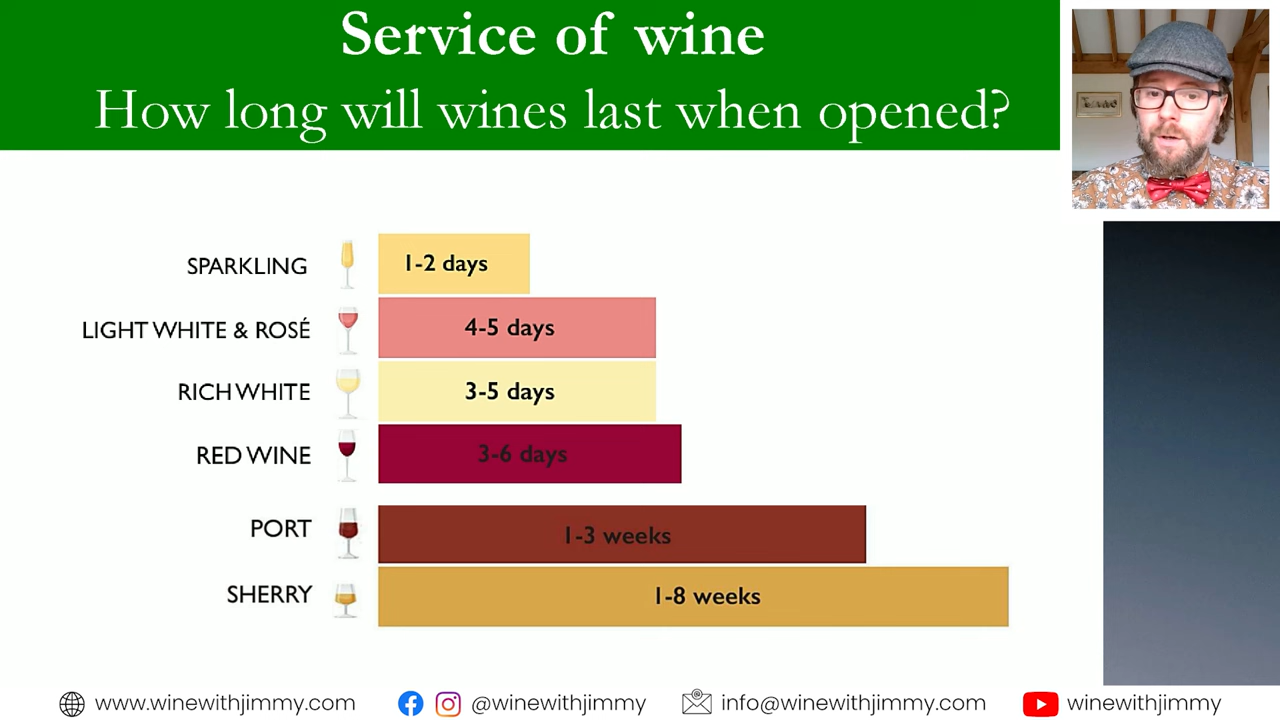 Service of wine
How long will wines last when opened?
SPARKLING
1-2 days
LIGHT WHITE & ROSÉ
4-5 days
RICH WHITE
3-5 days
RED WINE
3-6 days
PORT
1-3 weeks
SHERRY
1-8 weeks
www.winewithjimmy.com
@winewithjimmy
info@winewithjimmy.com
winewithjimmy